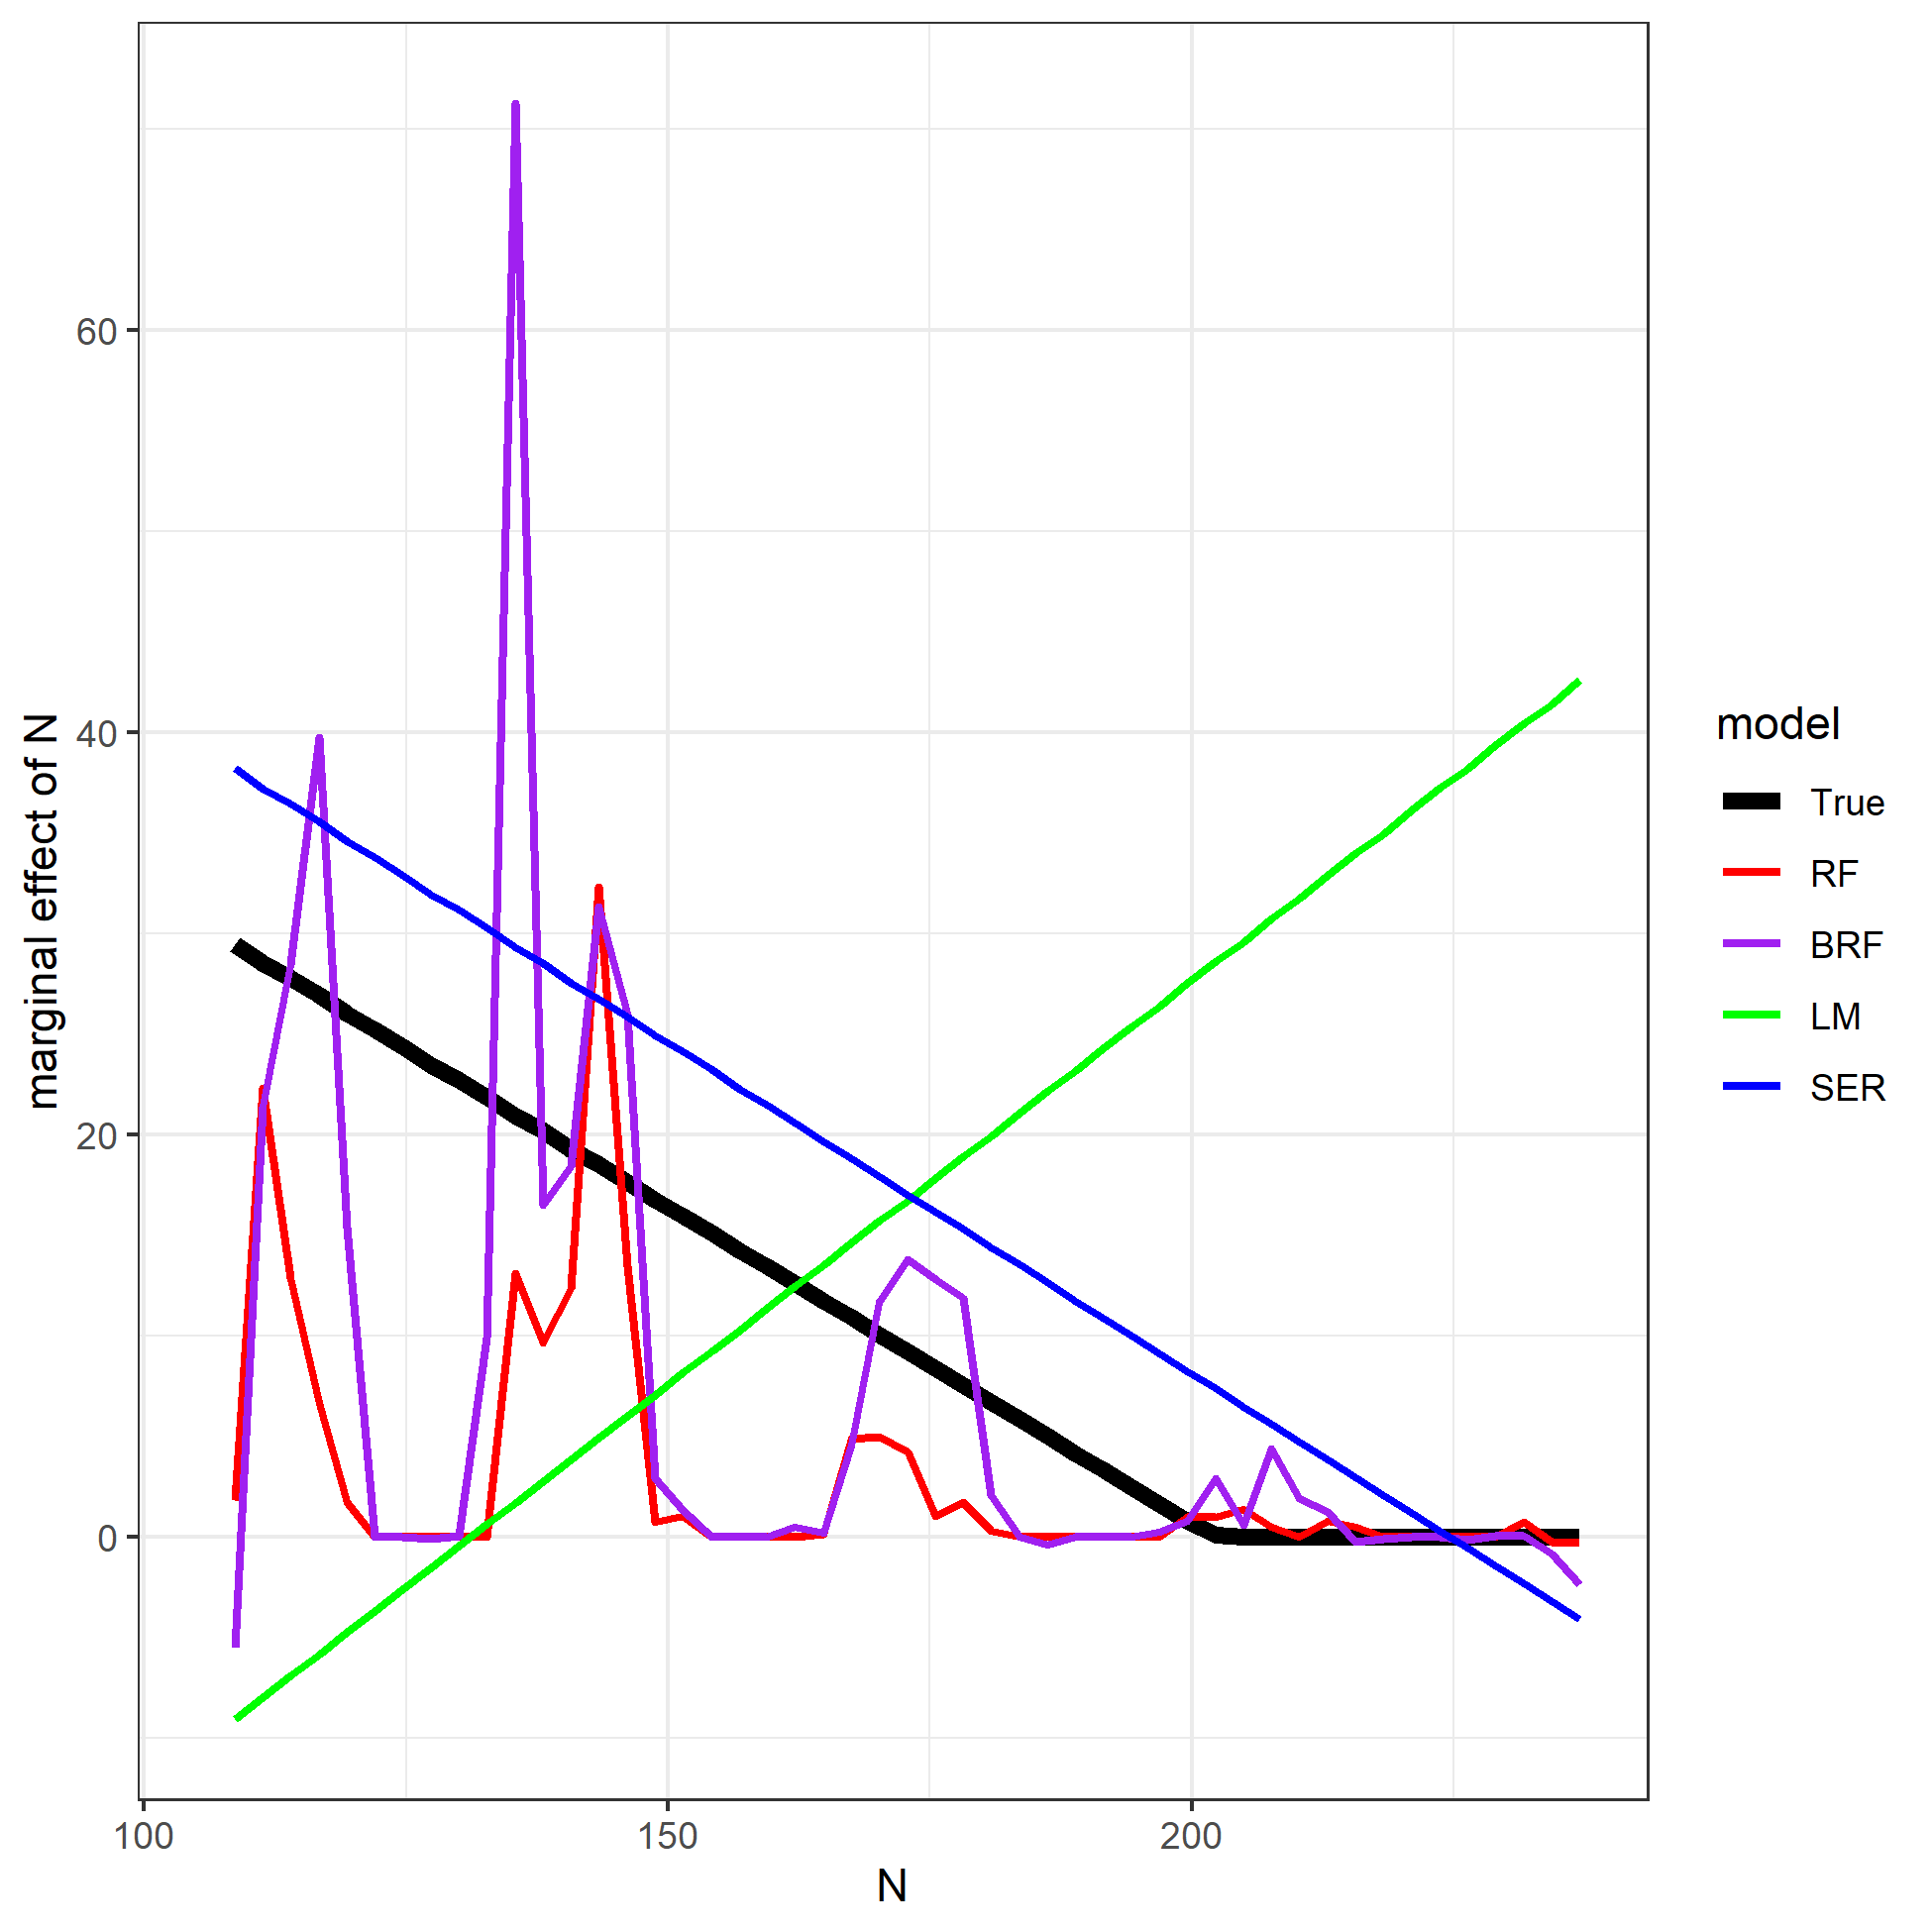 marginal effect of N
60
40
20
0
100
150
200
N
model
True
RF
BRF
LM
SER